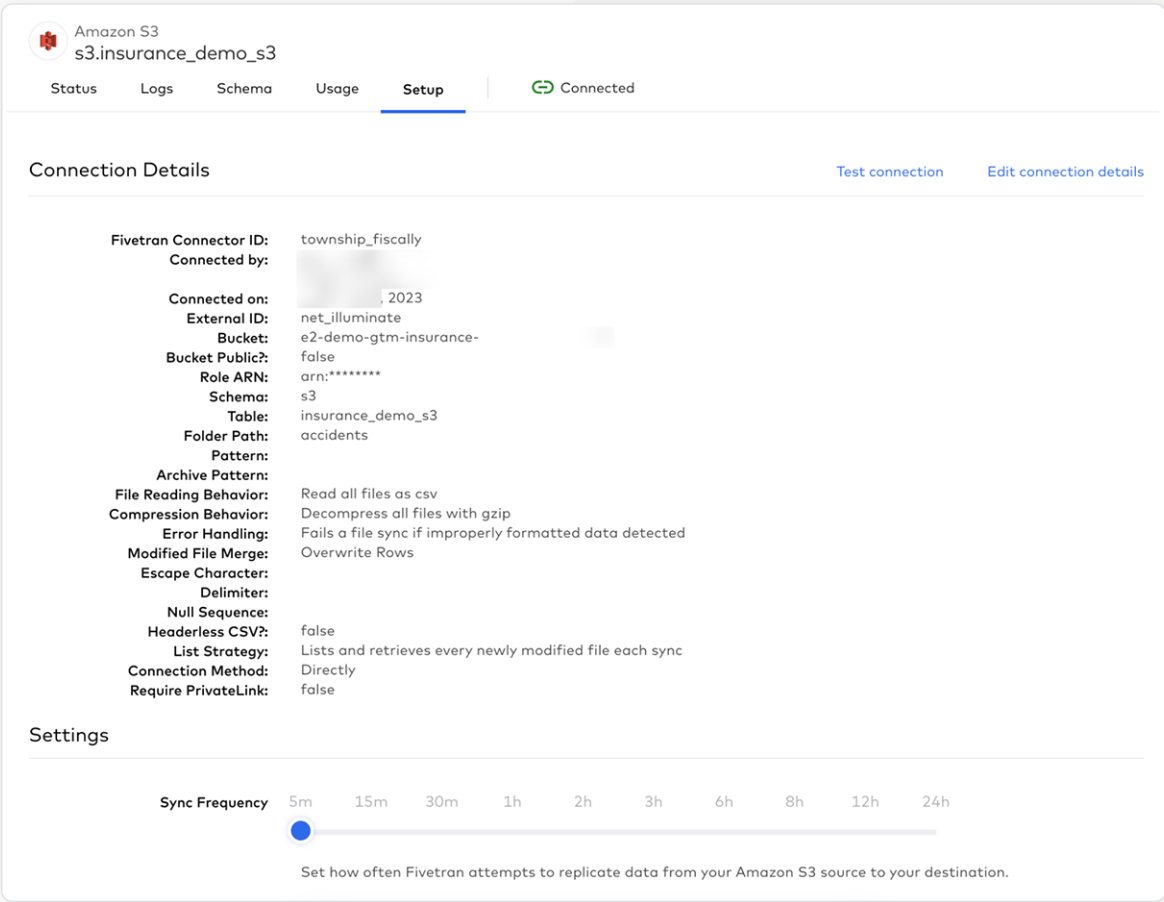 Amazon S3
s3.insurance_demo_s3
Status Logs Schema Usage Setup Connected
Connection Details Test connection Edit connection details
Fivetran Connector ID: township_fiscally
Connected by:
Connected on: , 2023
External ID: net_illuminate
Bucket: e2-demo-gtm-insurance-
Bucket Public?: false
Role ARN: arn:********
Schema: s3
Table: insurance_demo_s3
Folder Path: accidents
Pattern:
Archive Pattern:
File Reading Behavior: Read all files as csv
Compression Behavior: Decompress all files with gzip
Error Handling: Fails a file sync if improperly formatted data detected
Modified File Merge: Overwrite Rows
Escape Character:
Delimiter:
Null Sequence:
Headerless CSV?: false
List Strategy: Lists and retrieves every newly modified file each sync
Connection Method: Directly
Require PrivateLink: false
Settings
Sync Frequency 5m 15m 30m 1h 2h 3h 6h 8h 12h 24h
Set how often Fivetran attempts to replicate data from your Amazon S3 source to your destination.